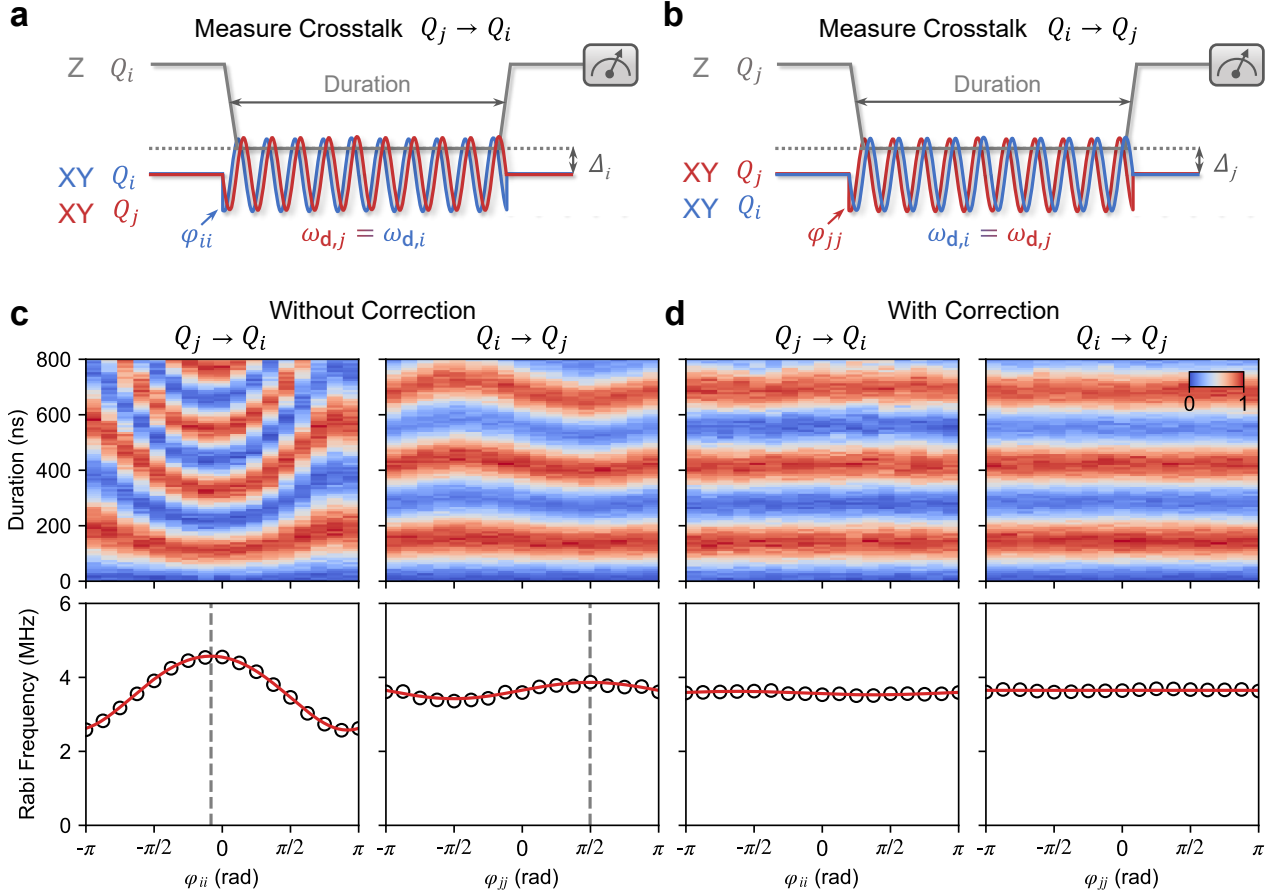 a
Measure Crosstalk Q_j → Q_i
Z Q_i
Duration
Δ_i
XY Q_i
XY Q_j
φ_ii
ω_d,j = ω_d,i
b
Measure Crosstalk Q_i → Q_j
Z Q_j
Duration
Δ_j
XY Q_j
XY Q_i
φ_jj
ω_d,i = ω_d,j
c
Without Correction
Q_j → Q_i
Q_i → Q_j
d
With Correction
Q_j → Q_i
Q_i → Q_j
Duration (ns)
800
600
400
200
0
0 1
Rabi Frequency (MHz)
6
4
2
0
-π -π/2 0 π/2 π
φ_ii (rad)
-π/2 0 π/2 π
φ_jj (rad)
-π/2 0 π/2 π
φ_ii (rad)
-π/2 0 π/2 π
φ_jj (rad)